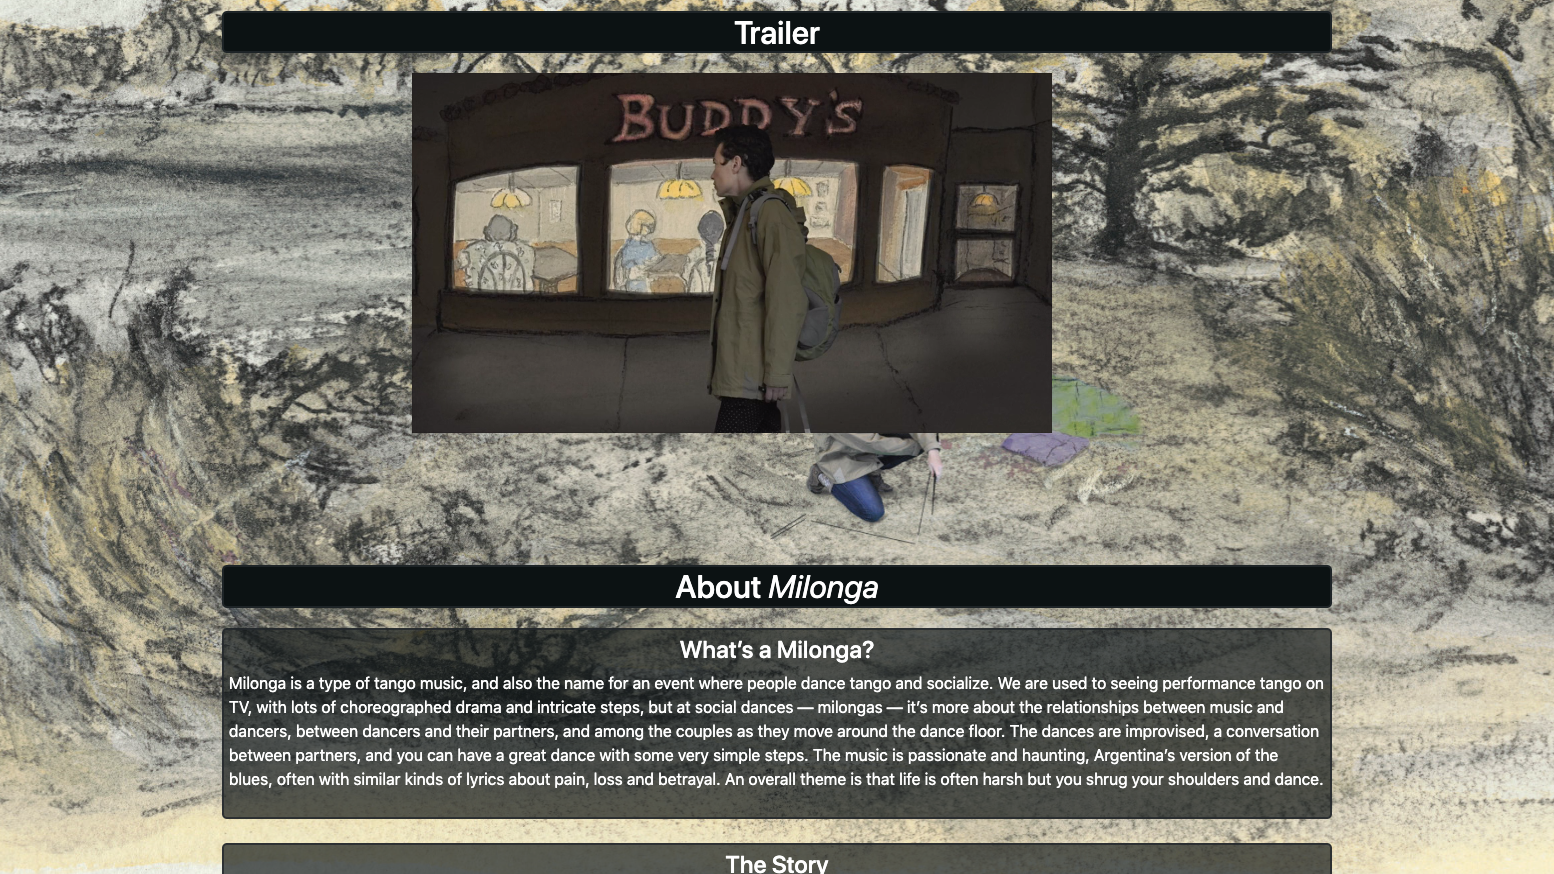 Trailer
BUDDY'S
About Milonga
What's a Milonga?
Milonga is a type of tango music, and also the name for an event where people dance tango and socialize. We are used to seeing performance tango on
TV, with lots of choreographed drama and intricate steps, but at social dances — milongas — it's more about the relationships between music and
dancers, between dancers and their partners, and among the couples as they move around the dance floor. The dances are improvised, a conversation
between partners, and you can have a great dance with some very simple steps. The music is passionate and haunting, Argentina's version of the
blues, often with similar kinds of lyrics about pain, loss and betrayal. An overall theme is that life is often harsh but you shrug your shoulders and dance.
The Story